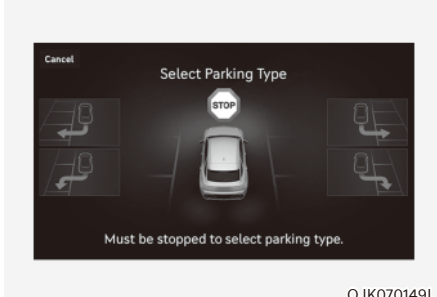 Cancel
Select Parking Type
STOP
Must be stopped to select parking type.
OJK070149L